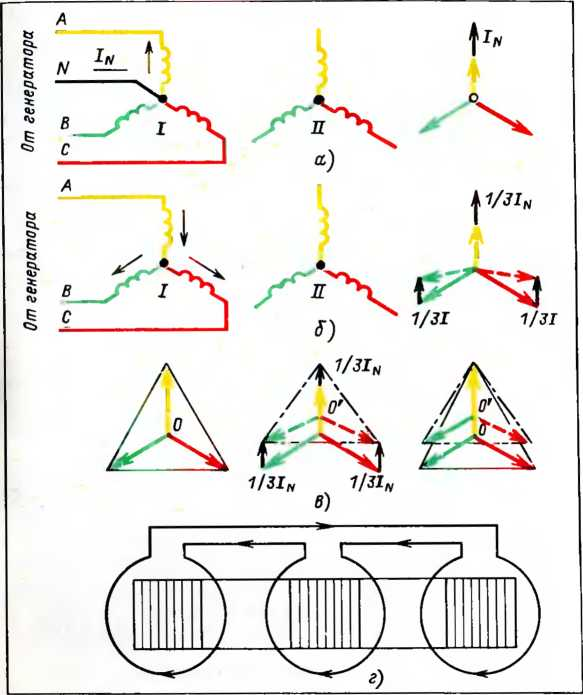 A
I_N
I_N
N
От генератора
B
I
II
C
а)
A
1/3I_N
От генератора
B
I
II
C
1/3I
1/3I
б)
1/3I_N
O
O'
O'
O
1/3I_N
1/3I_N
в)
г)